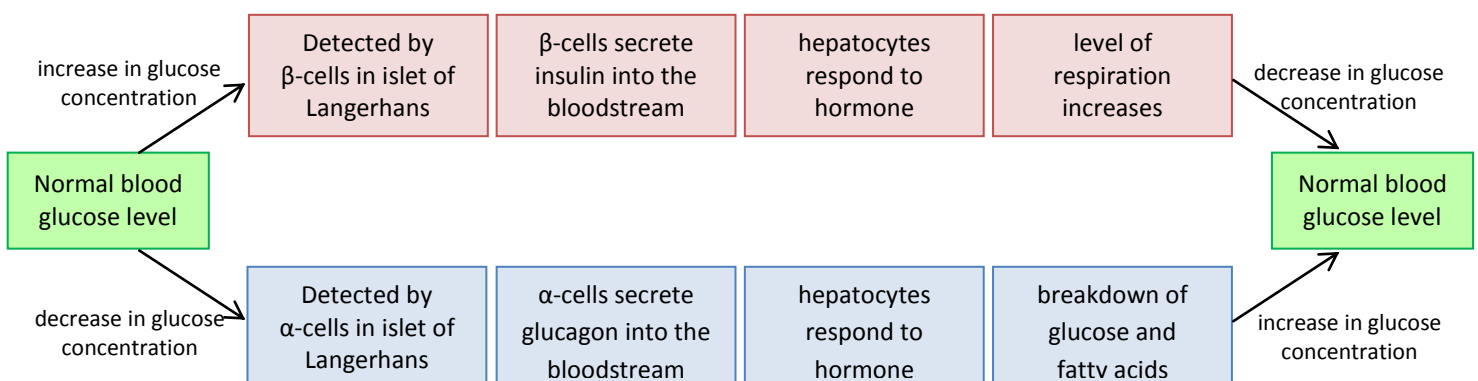 increase in glucose
concentration
Detected by
β-cells in islet of
Langerhans
β-cells secrete
insulin into the
bloodstream
hepatocytes
respond to
hormone
level of
respiration
increases
decrease in glucose
concentration
Normal blood
glucose level
Normal blood
glucose level
decrease in glucose
concentration
Detected by
α-cells in islet of
Langerhans
α-cells secrete
glucagon into the
bloodstream
hepatocytes
respond to
hormone
breakdown of
glucose and
fatty acids
increase in glucose
concentration